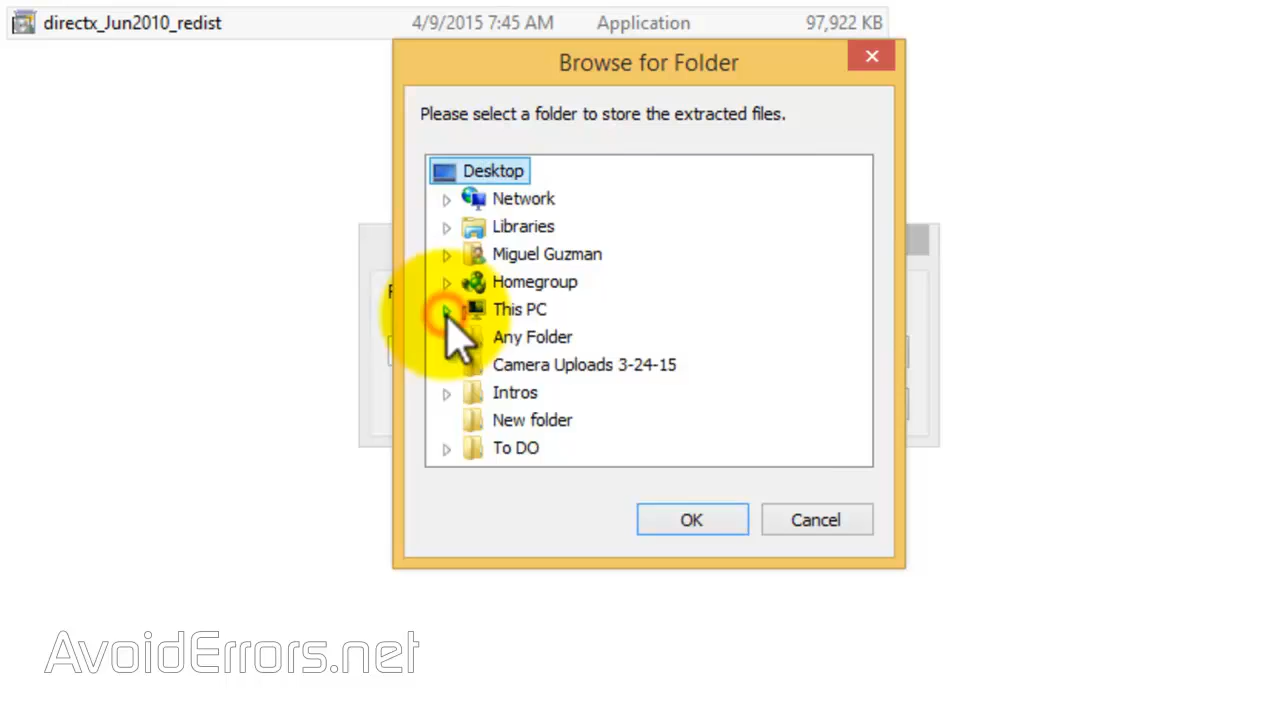 directx_Jun2010_redist 4/9/2015 7:45 AM Application 97,922 KB
Browse for Folder
Please select a folder to store the extracted files.
Desktop
Network
Libraries
Miguel Guzman
Homegroup
This PC
Any Folder
Camera Uploads 3-24-15
Intros
New folder
To DO
OK Cancel
AvoidErrors.net